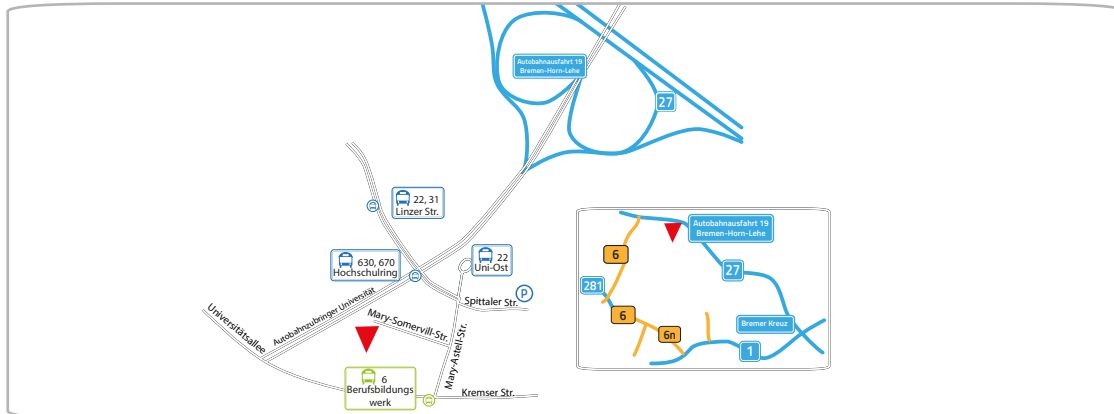 Autobahnausfahrt 19
Bremen-Horn-Lehe
27
22, 31
Linzer Str.
630, 670
Hochschulring
22
Uni-Ost
P
Spittaler Str.
Universitätsallee
Autobahnzubringer Universität
Mary-Somervill-Str.
Mary-Astell-Str.
6
Berufsbildungs
werk
Kremser Str.
Autobahnausfahrt 19
Bremen-Horn-Lehe
6
27
281
6
6n
Bremer Kreuz
1